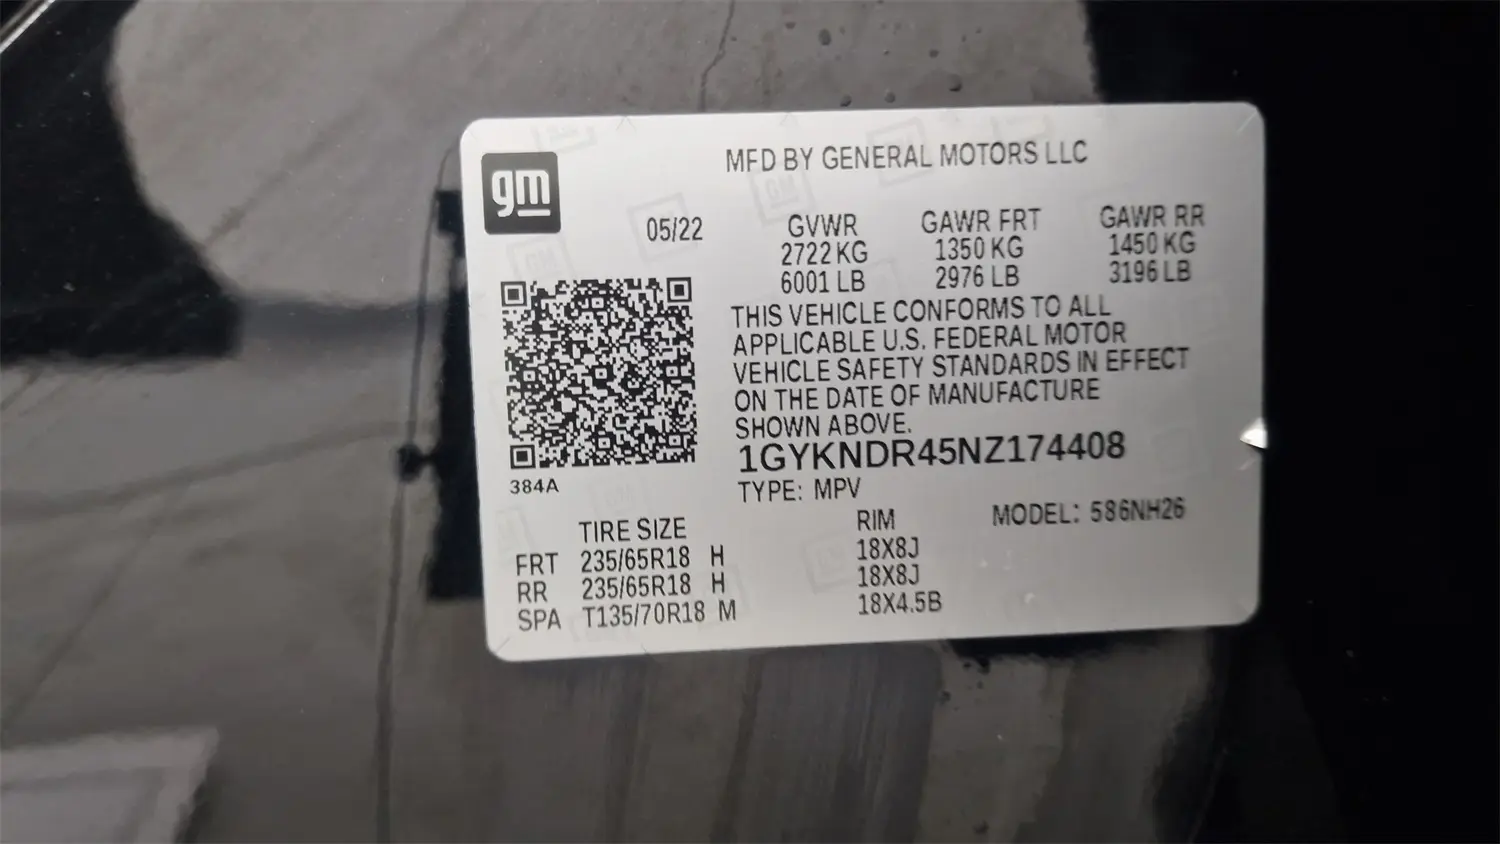 gm
MFD BY GENERAL MOTORS LLC
05/22 GVWR GAWR FRT GAWR RR
2722 KG 1350 KG 1450 KG
6001 LB 2976 LB 3196 LB
THIS VEHICLE CONFORMS TO ALL
APPLICABLE U.S. FEDERAL MOTOR
VEHICLE SAFETY STANDARDS IN EFFECT
ON THE DATE OF MANUFACTURE
SHOWN ABOVE.
1GYKNDR45NZ174408
384A
TYPE: MPV
MODEL: 586NH26
TIRE SIZE RIM
FRT 235/65R18 H 18X8J
RR 235/65R18 H 18X8J
SPA T135/70R18 M 18X4.5B